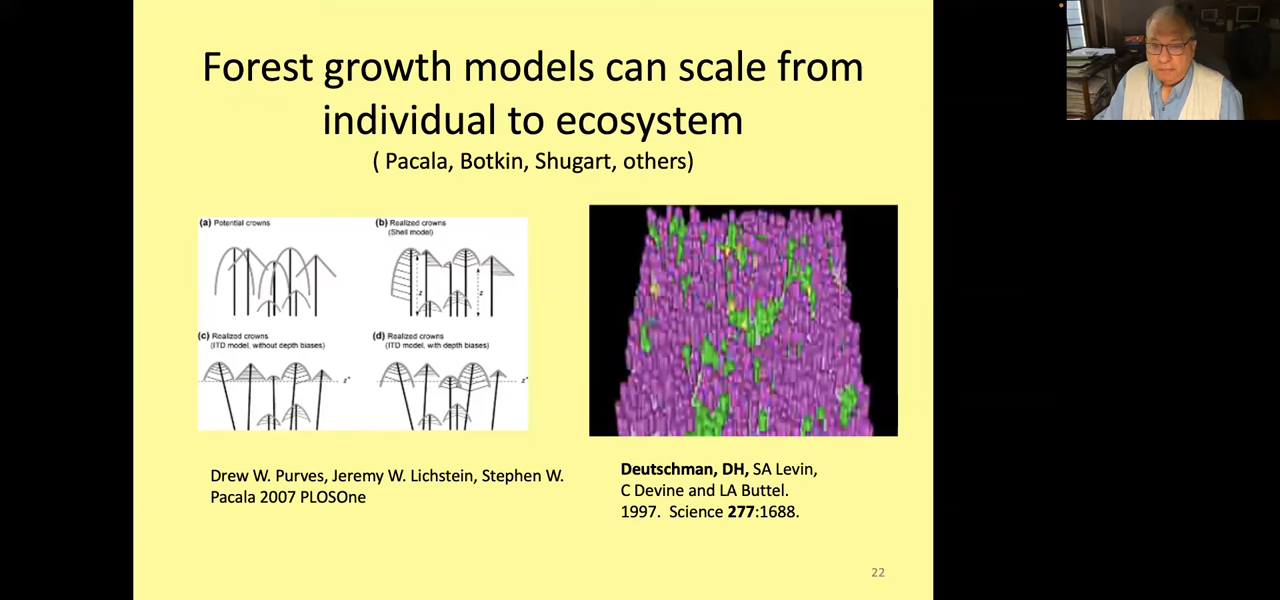 Forest growth models can scale from
individual to ecosystem
( Pacala, Botkin, Shugart, others)
(a) Potential crowns
(b) Realized crowns
(Shell model)
z
z
(c) Realized crowns
(ITD model, without depth biases)
z*
(d) Realized crowns
(ITD model, with depth biases)
z*
Drew W. Purves, Jeremy W. Lichstein, Stephen W.
Pacala 2007 PLOSOne
Deutschman, DH, SA Levin,
C Devine and LA Buttel.
1997. Science 277:1688.
22